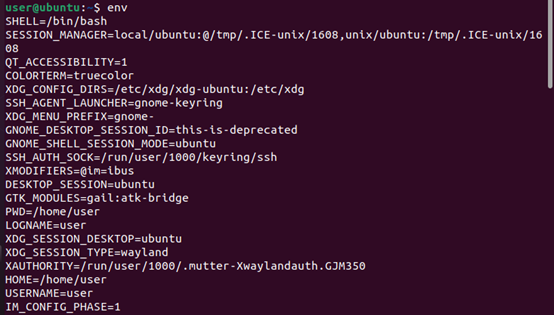 user@ubuntu:~$ env
SHELL=/bin/bash
SESSION_MANAGER=local/ubuntu:@/tmp/.ICE-unix/1608,unix/ubuntu:/tmp/.ICE-unix/16
08
QT_ACCESSIBILITY=1
COLORTERM=truecolor
XDG_CONFIG_DIRS=/etc/xdg/xdg-ubuntu:/etc/xdg
SSH_AGENT_LAUNCHER=gnome-keyring
XDG_MENU_PREFIX=gnome-
GNOME_DESKTOP_SESSION_ID=this-is-deprecated
GNOME_SHELL_SESSION_MODE=ubuntu
SSH_AUTH_SOCK=/run/user/1000/keyring/ssh
XMODIFIERS=@im=ibus
DESKTOP_SESSION=ubuntu
GTK_MODULES=gail:atk-bridge
PWD=/home/user
LOGNAME=user
XDG_SESSION_DESKTOP=ubuntu
XDG_SESSION_TYPE=wayland
XAUTHORITY=/run/user/1000/.mutter-Xwaylandauth.GJM350
HOME=/home/user
USERNAME=user
IM_CONFIG_PHASE=1